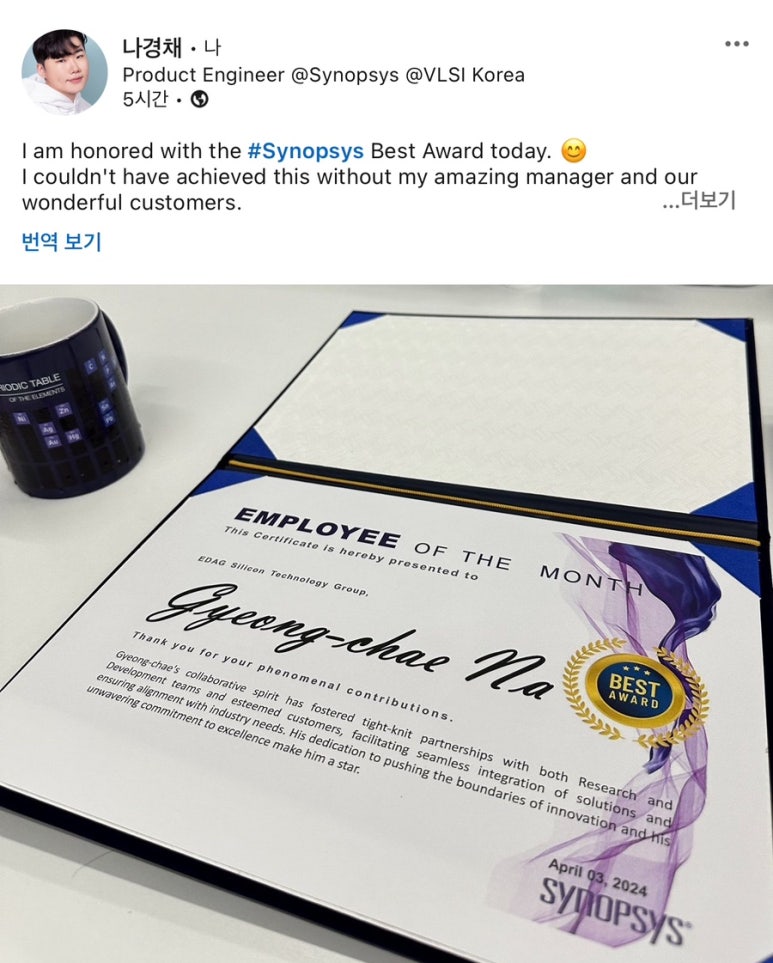 나경채 • 나
Product Engineer @Synopsys @VLSI Korea
5시간 •
I am honored with the #Synopsys Best Award today. 😊
I couldn't have achieved this without my amazing manager and our
wonderful customers.
...더보기
번역 보기
RIODIC TABLE
OF THE ELEMENTS
Ni
Zn
Ag
Au
Hg
C
EMPLOYEE OF THE MONTH
This Certificate is hereby presented to
EDAG Silicon Technology Group,
Gyeong-chae Na
Thank you for your phenomenal contributions.
Gyeong-chae's collaborative spirit has fostered tight-knit partnerships with both Research and
Development teams and esteemed customers, facilitating seamless integration of solutions and
ensuring alignment with industry needs. His dedication to pushing the boundaries of innovation and his
unwavering commitment to excellence make him a star.
BEST
AWARD
April 03, 2024
SYNOPSYS®